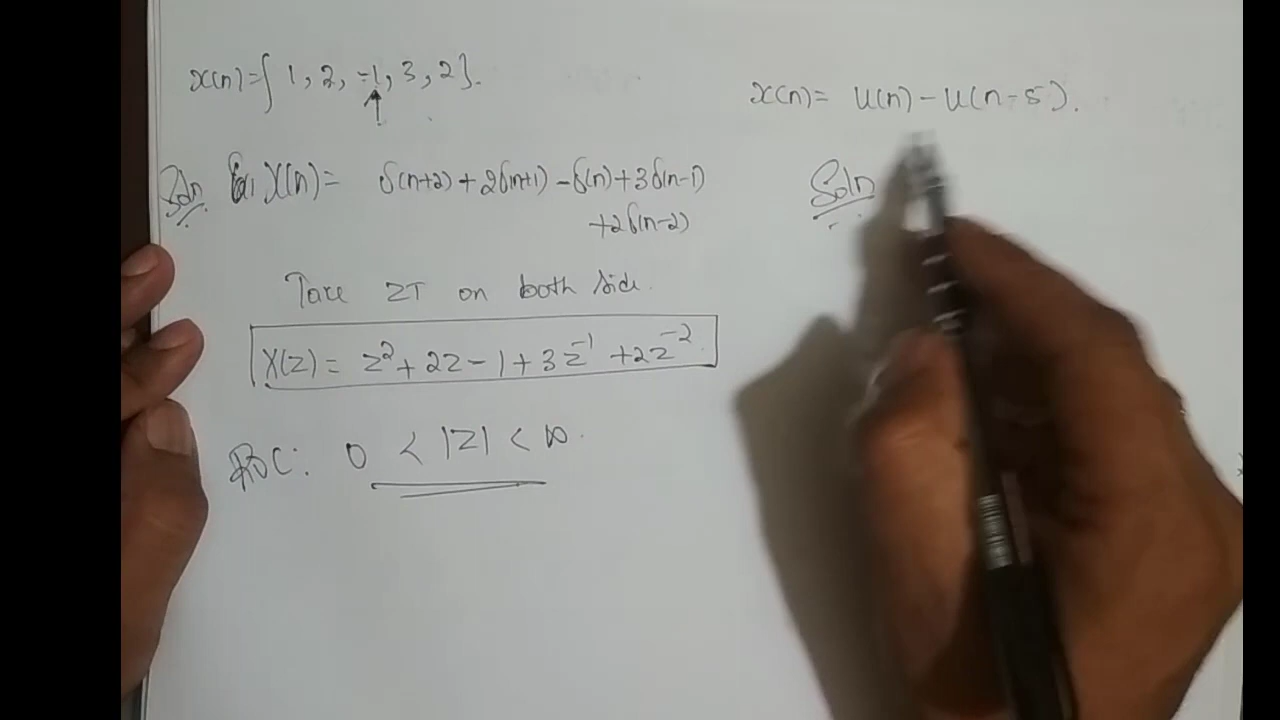 x(n)={ 1, 2, -1, 3, 2}.
↑
Soln X(n)= δ(n+2) + 2δ(n+1) - δ(n) + 3δ(n-1)
+2δ(n-2)
Take ZT on both side.
X(Z) = z² + 2z - 1 + 3z⁻¹ + 2z⁻².
ROC: 0 < |Z| < ∞.
x(n)= u(n) - u(n-5).
Soln